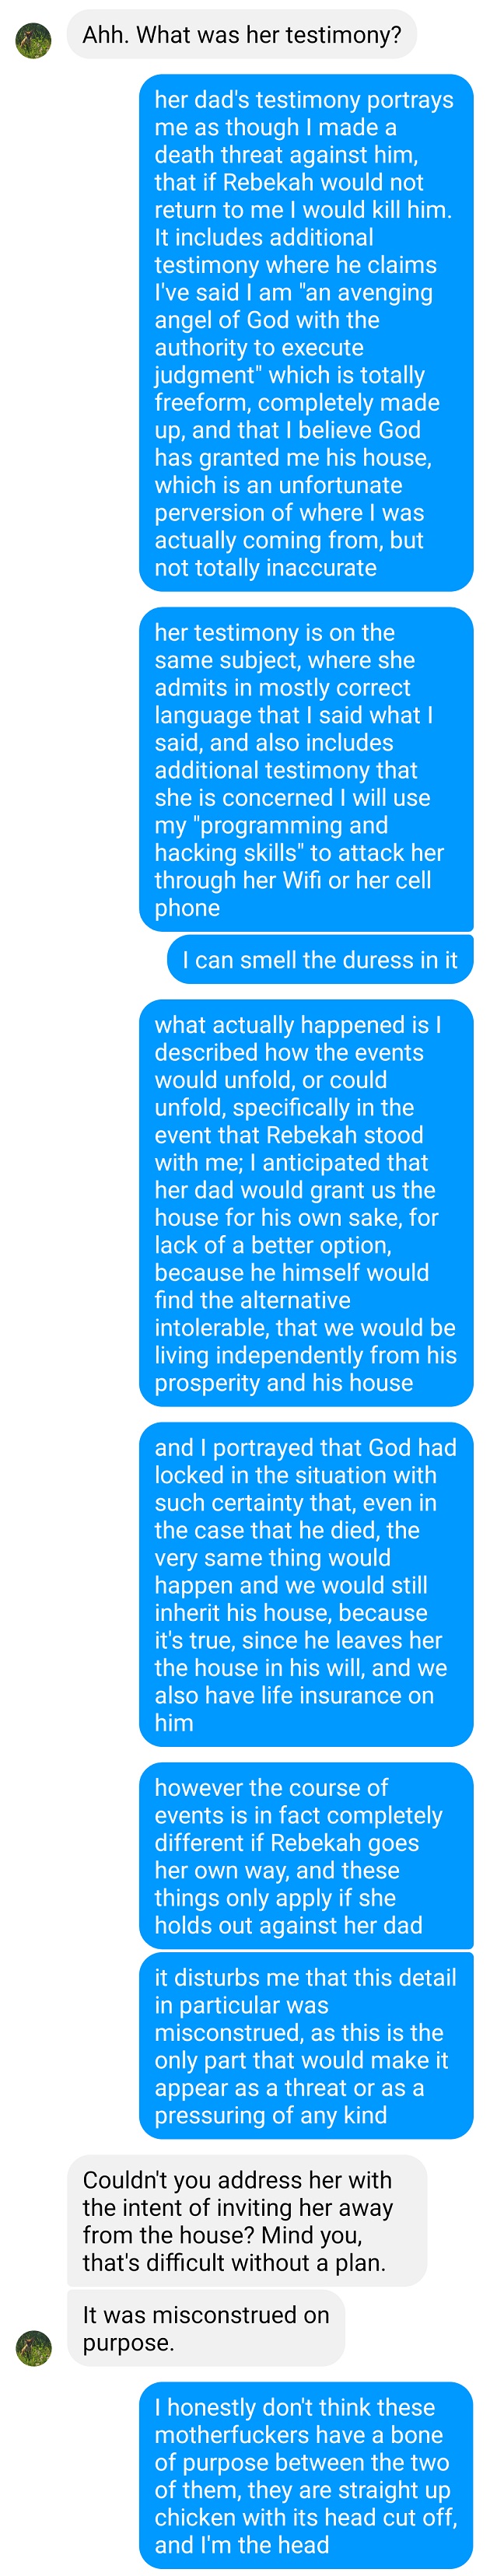 Ahh. What was her testimony?
her dad's testimony portrays
me as though I made a
death threat against him,
that if Rebekah would not
return to me I would kill him.
It includes additional
testimony where he claims
I've said I am "an avenging
angel of God with the
authority to execute
judgment" which is totally
freeform, completely made
up, and that I believe God
has granted me his house,
which is an unfortunate
perversion of where I was
actually coming from, but
not totally inaccurate
her testimony is on the
same subject, where she
admits in mostly correct
language that I said what I
said, and also includes
additional testimony that
she is concerned I will use
my "programming and
hacking skills" to attack her
through her Wifi or her cell
phone
I can smell the duress in it
what actually happened is I
described how the events
would unfold, or could
unfold, specifically in the
event that Rebekah stood
with me; I anticipated that
her dad would grant us the
house for his own sake, for
lack of a better option,
because he himself would
find the alternative
intolerable, that we would be
living independently from his
prosperity and his house
and I portrayed that God had
locked in the situation with
such certainty that, even in
the case that he died, the
very same thing would
happen and we would still
inherit his house, because
it's true, since he leaves her
the house in his will, and we
also have life insurance on
him
however the course of
events is in fact completely
different if Rebekah goes
her own way, and these
things only apply if she
holds out against her dad
it disturbs me that this detail
in particular was
misconstrued, as this is the
only part that would make it
appear as a threat or as a
pressuring of any kind
Couldn't you address her with
the intent of inviting her away
from the house? Mind you,
that's difficult without a plan.
It was misconstrued on
purpose.
I honestly don't think these
motherfuckers have a bone
of purpose between the two
of them, they are straight up
chicken with its head cut off,
and I'm the head